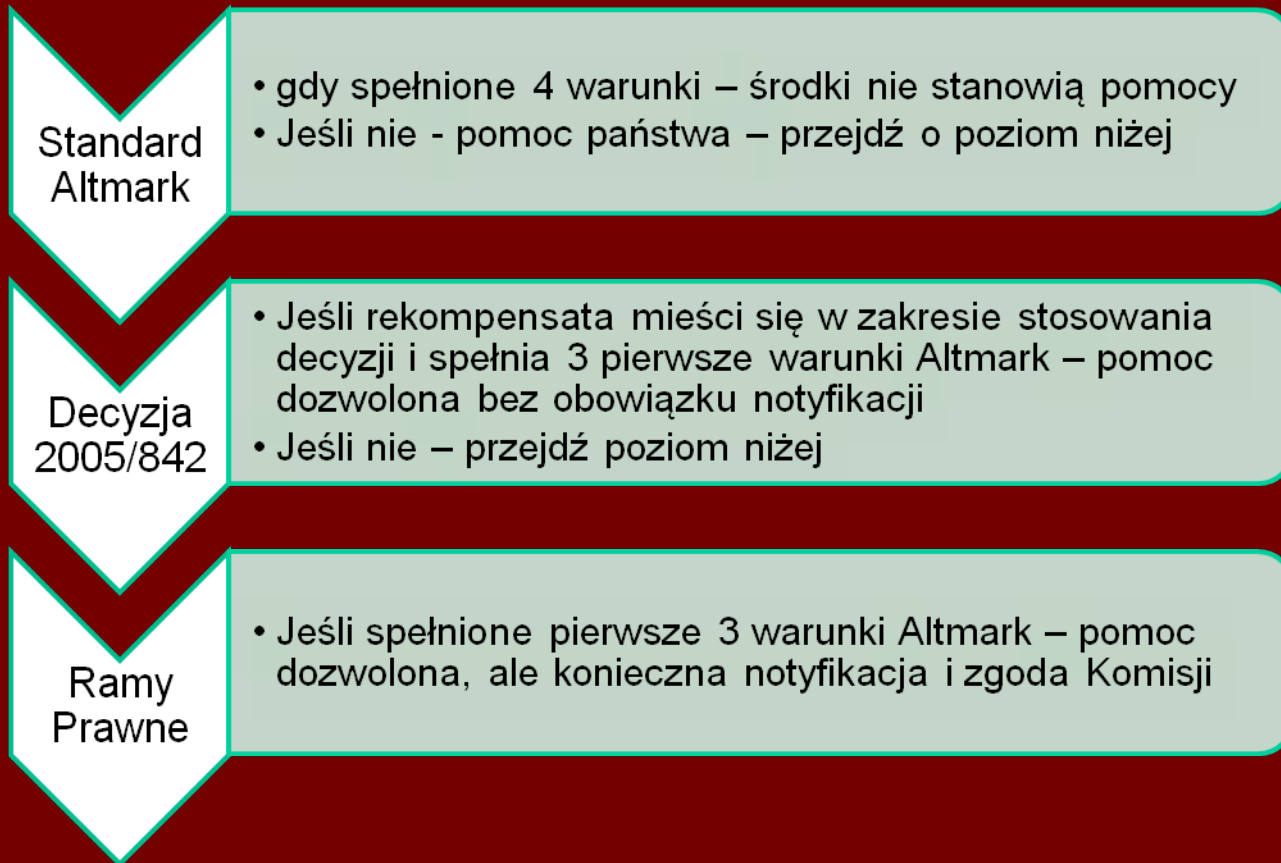 Standard
Altmark
• gdy spełnione 4 warunki – środki nie stanowią pomocy
• Jeśli nie - pomoc państwa – przejdź o poziom niżej
Decyzja
2005/842
• Jeśli rekompensata mieści się w zakresie stosowania
decyzji i spełnia 3 pierwsze warunki Altmark – pomoc
dozwolona bez obowiązku notyfikacji
• Jeśli nie – przejdź poziom niżej
Ramy
Prawne
• Jeśli spełnione pierwsze 3 warunki Altmark – pomoc
dozwolona, ale konieczna notyfikacja i zgoda Komisji